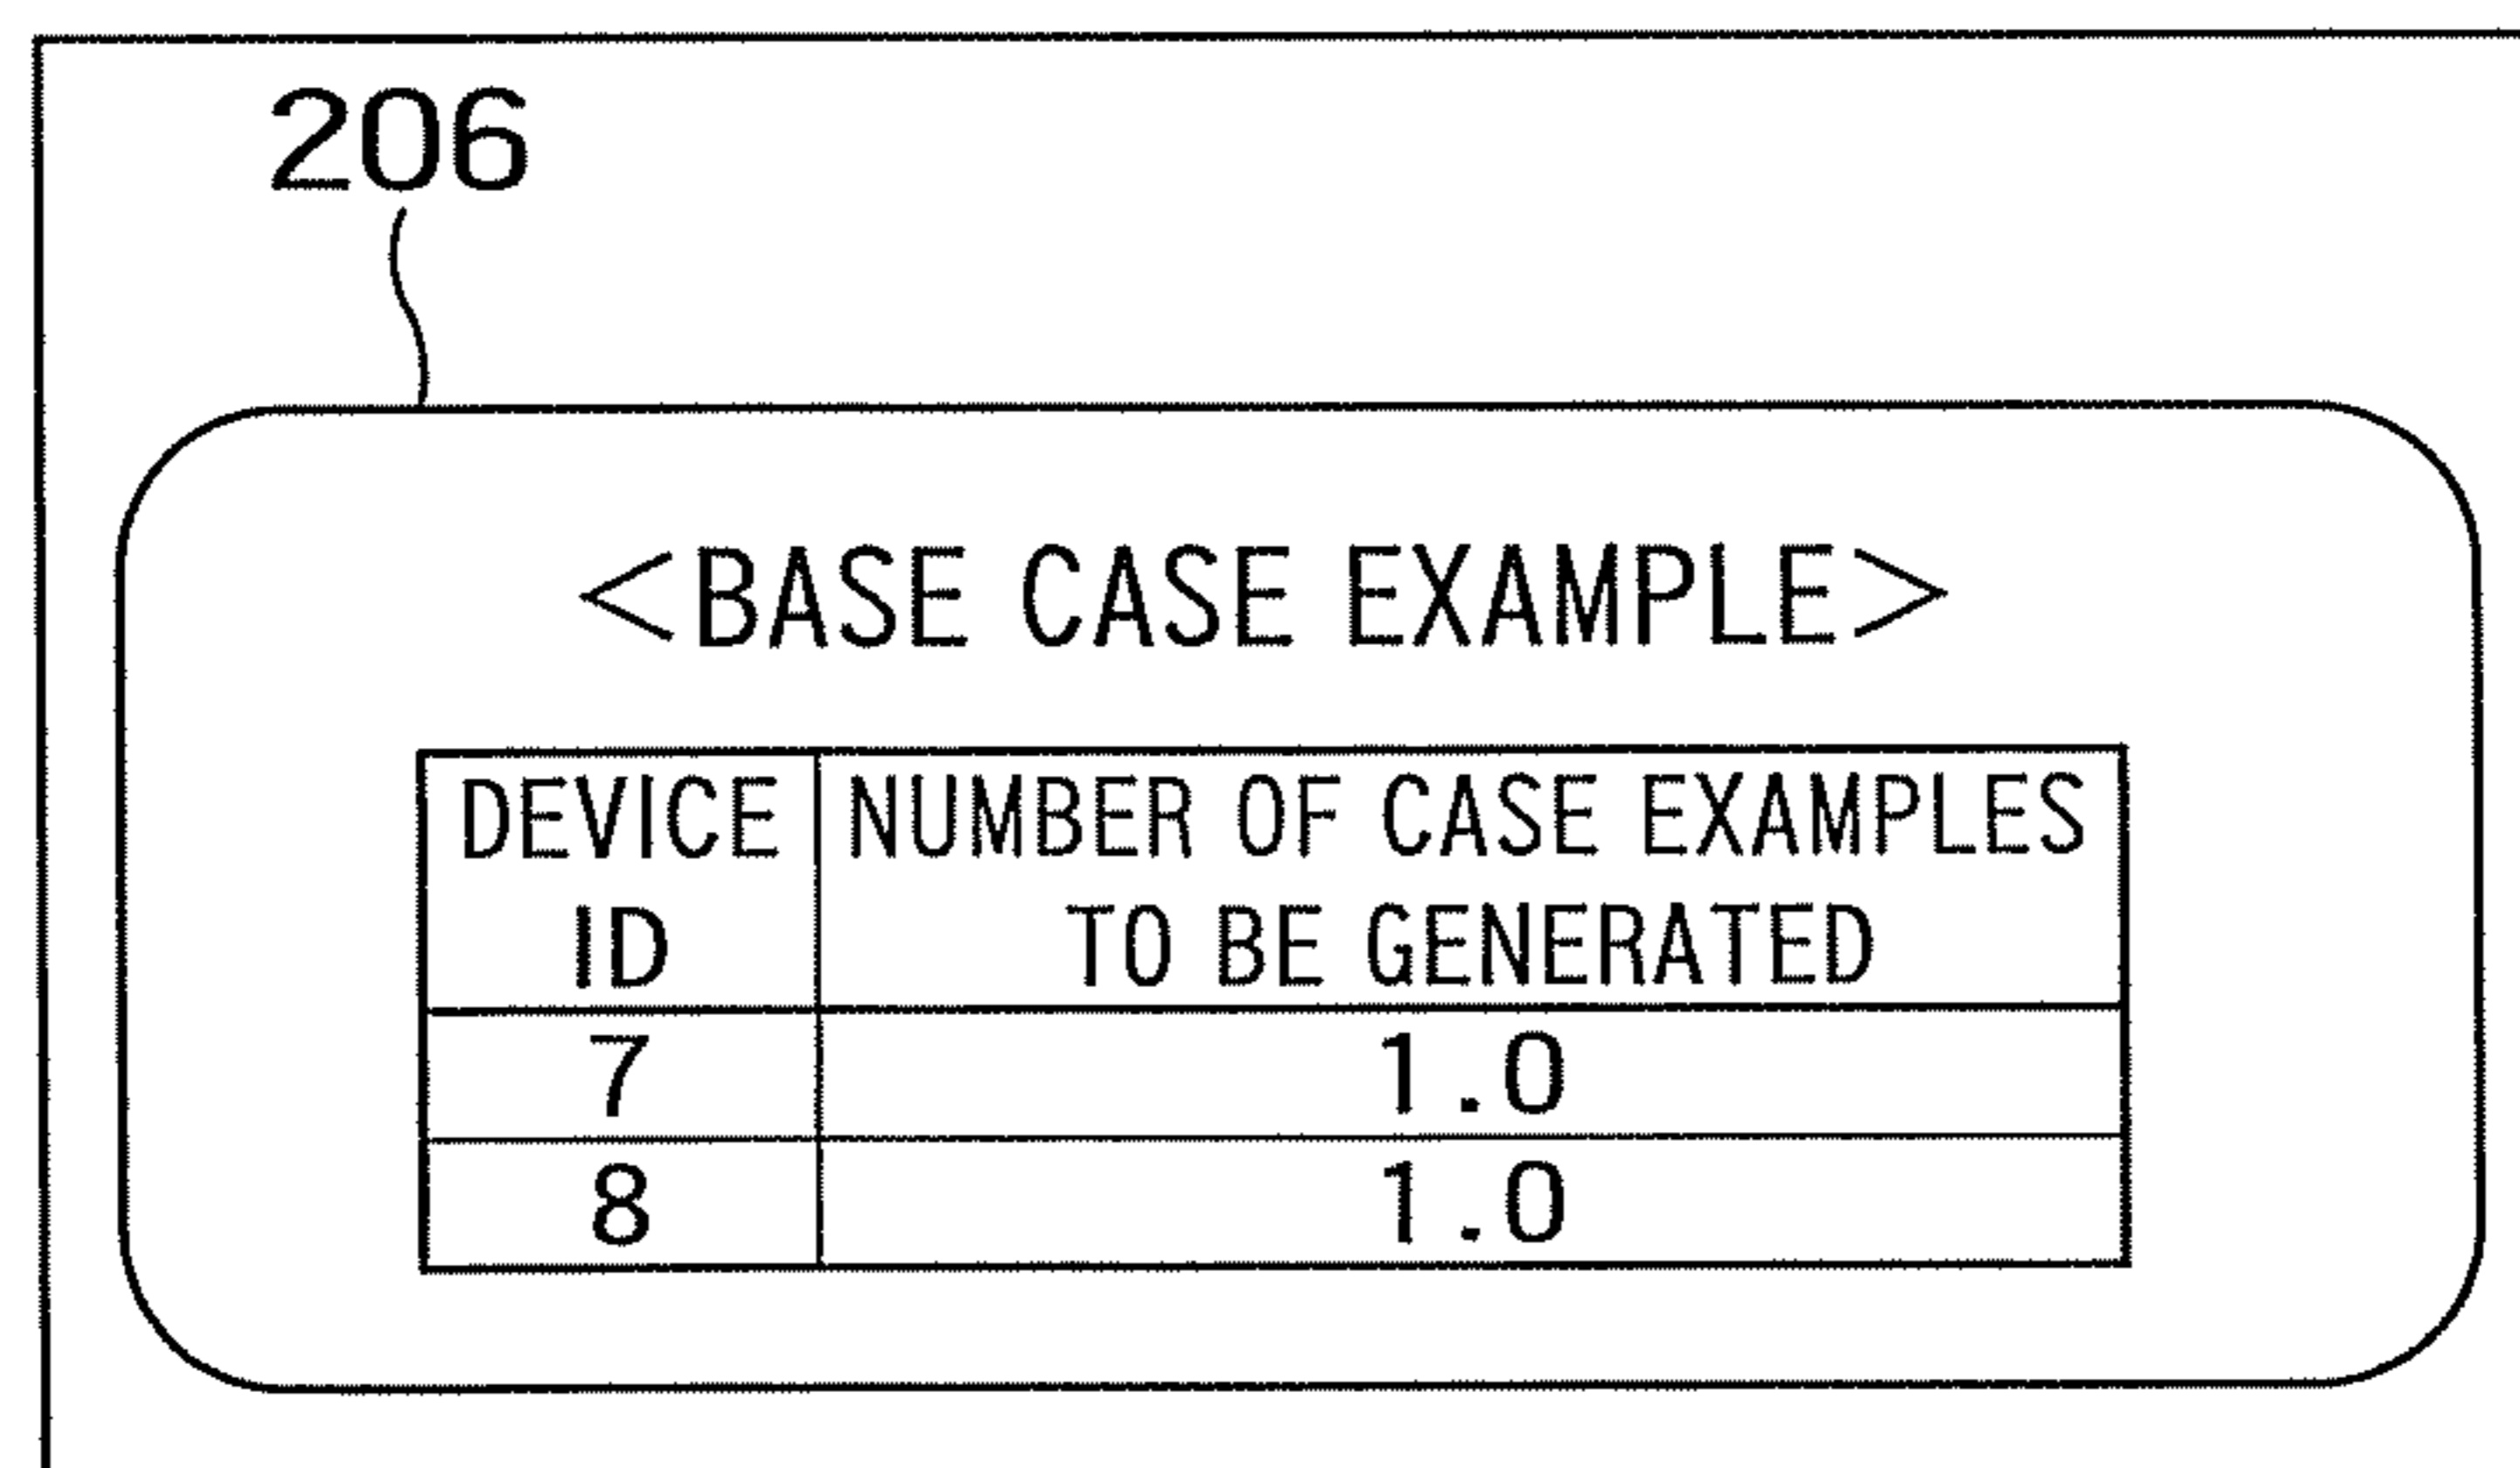 206
<BASE CASE EXAMPLE>
DEVICE ID NUMBER OF CASE EXAMPLES TO BE GENERATED
7 1.0
8 1.0